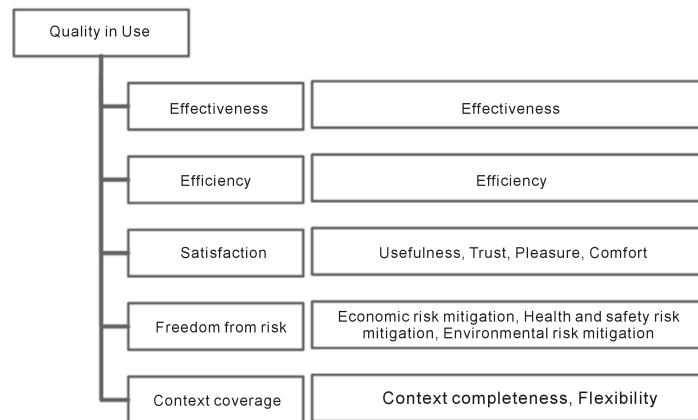 Quality in Use
Effectiveness
Effectiveness
Efficiency
Efficiency
Satisfaction
Usefulness, Trust, Pleasure, Comfort
Freedom from risk
Economic risk mitigation, Health and safety risk
mitigation, Environmental risk mitigation
Context coverage
Context completeness, Flexibility